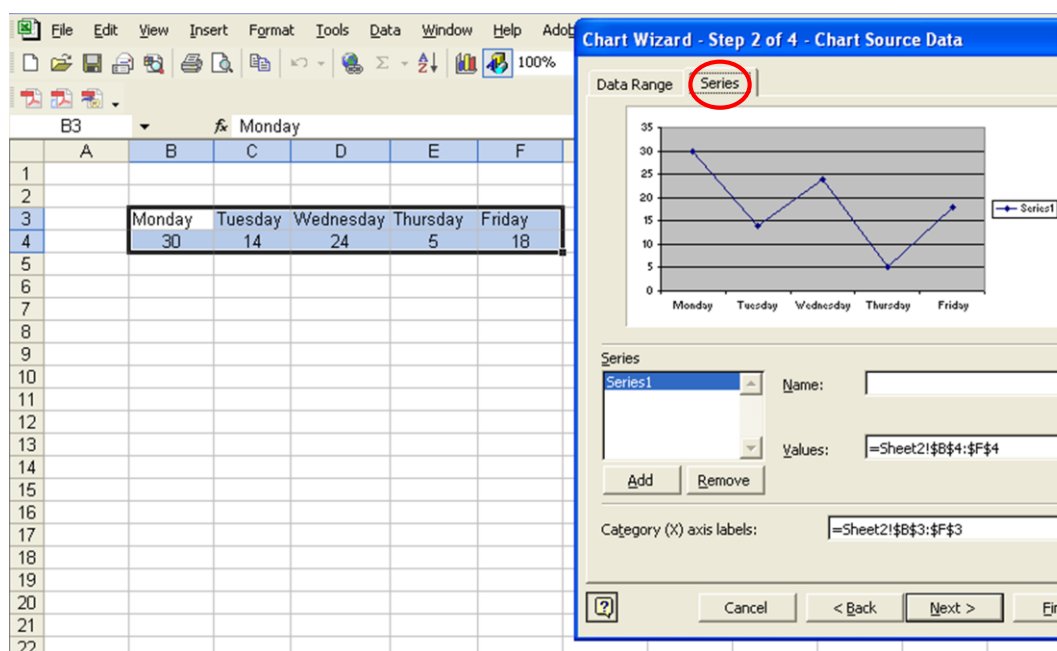 File Edit View Insert Format Tools Data Window Help
100%
B3 fx Monday
A B C D E F
1
2
3 Monday Tuesday Wednesday Thursday Friday
4 30 14 24 5 18
5
6
7
8
9
10
11
12
13
14
15
16
17
18
19
20
21
22
Chart Wizard - Step 2 of 4 - Chart Source Data
Data Range Series
35
30
25
20
15
10
5
0
Monday Tuesday Wednesday Thursday Friday
Series1
Series
Series1
Name:
Values: =Sheet2!$B$4:$F$4
Add Remove
Category (X) axis labels: =Sheet2!$B$3:$F$3
Cancel < Back Next >